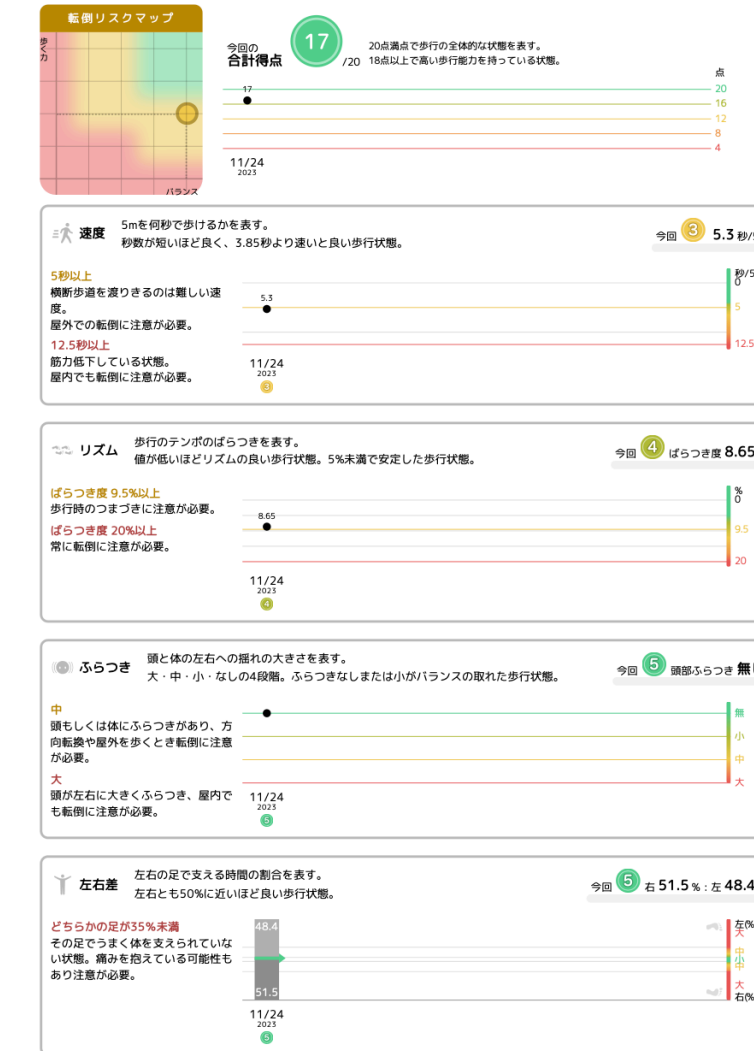 転倒リスクマップ
歩く力
バランス
今回の
合計得点
17
/20
20点満点で歩行の全体的な状態を表す。
18点以上で高い歩行能力を持っている状態。
点
20
16
12
8
4
17
11/24
2023
速度
5mを何秒で歩けるかを表す。
秒数が短いほど良く、3.85秒より速いと良い歩行状態。
今回 3 5.3 秒/
5秒以上
横断歩道を渡りきるのは難しい速
度。
屋外での転倒に注意が必要。
12.5秒以上
筋力低下している状態。
屋内でも転倒に注意が必要。
5.3
11/24
2023
3
秒/5
0
5
12.5
リズム
歩行のテンポのばらつきを表す。
値が低いほどリズムの良い歩行状態。5%未満で安定した歩行状態。
今回 4 ばらつき度 8.65
ばらつき度 9.5%以上
歩行時のつまづきに注意が必要。
ばらつき度 20%以上
常に転倒に注意が必要。
8.65
11/24
2023
4
%
0
9.5
20
ふらつき
頭と体の左右への揺れの大きさを表す。
大・中・小・なしの4段階。ふらつきなしまたは小がバランスの取れた歩行状態。
今回 5 頭部ふらつき 無
中
頭もしくは体にふらつきがあり、方
向転換や屋外を歩くとき転倒に注意
が必要。
大
頭が左右に大きくふらつき、屋内で
も転倒に注意が必要。
11/24
2023
5
無
小
中
大
左右差
左右の足で支える時間の割合を表す。
左右とも50%に近いほど良い歩行状態。
今回 5 右 51.5 % : 左 48.4
どちらかの足が35%未満
その足でうまく体を支えられていな
い状態。痛みを抱えている可能性も
あり注意が必要。
48.4
51.5
11/24
2023
5
左(%
大
中
小
中
大
右(%